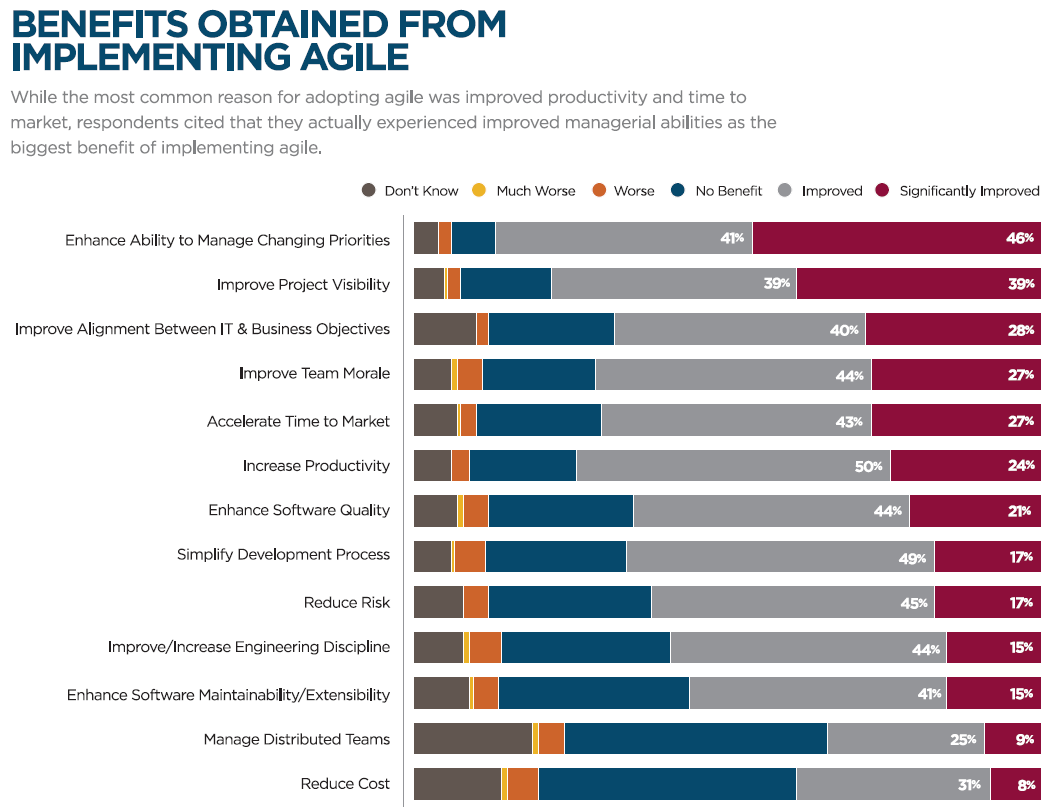 BENEFITS OBTAINED FROM
IMPLEMENTING AGILE
While the most common reason for adopting agile was improved productivity and time to
market, respondents cited that they actually experienced improved managerial abilities as the
biggest benefit of implementing agile.
Don't Know Much Worse Worse No Benefit Improved Significantly Improved
Enhance Ability to Manage Changing Priorities 41% 46%
Improve Project Visibility 39% 39%
Improve Alignment Between IT & Business Objectives 40% 28%
Improve Team Morale 44% 27%
Accelerate Time to Market 43% 27%
Increase Productivity 50% 24%
Enhance Software Quality 44% 21%
Simplify Development Process 49% 17%
Reduce Risk 45% 17%
Improve/Increase Engineering Discipline 44% 15%
Enhance Software Maintainability/Extensibility 41% 15%
Manage Distributed Teams 25% 9%
Reduce Cost 31% 8%